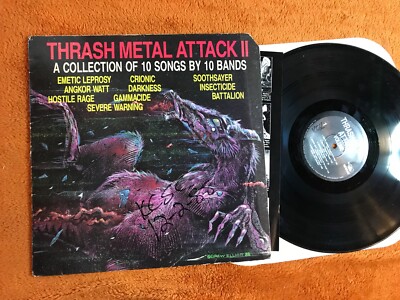 THRASH METAL ATTACK II
A COLLECTION OF 10 SONGS BY 10 BANDS
EMETIC LEPROSY CRIONIC SOOTHSAYER
ANGKOR WATT DARKNESS INSECTICIDE
HOSTILE RAGE GAMMACIDE BATTALION
SEVERE WARNING